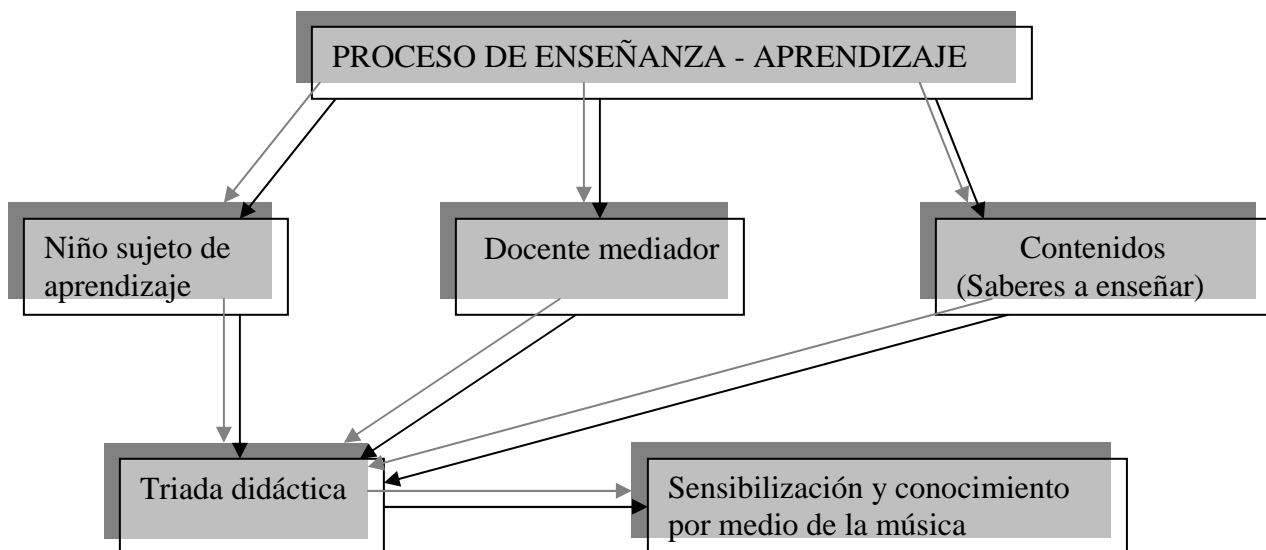 PROCESO DE ENSEÑANZA - APRENDIZAJE
Niño sujeto de
aprendizaje
Docente mediador
Contenidos
(Saberes a enseñar)
Triada didáctica
Sensibilización y conocimiento
por medio de la música